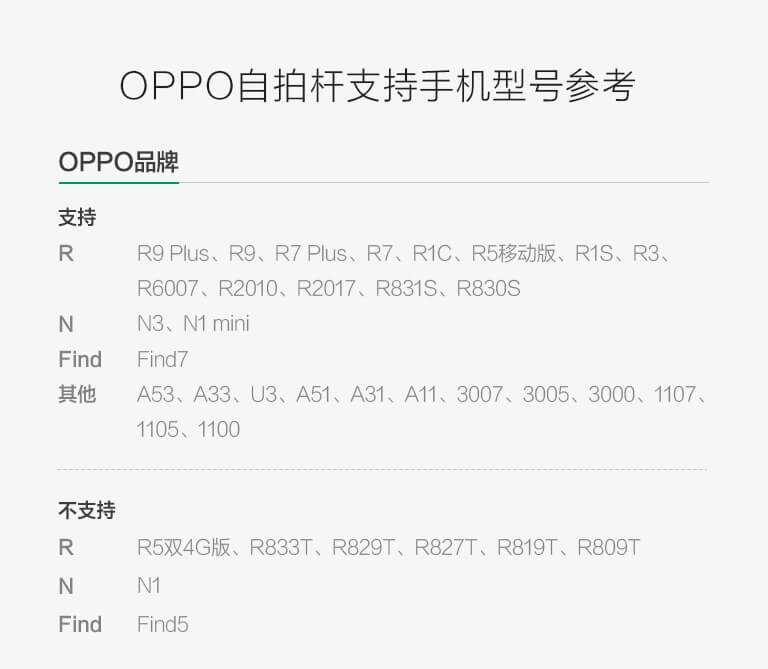 OPPO自拍杆支持手机型号参考
OPPO品牌
支持
R R9 Plus、R9、R7 Plus、R7、R1C、R5移动版、R1S、R3、
R6007、R2010、R2017、R831S、R830S
N N3、N1 mini
Find Find7
其他 A53、A33、U3、A51、A31、A11、3007、3005、3000、1107、
1105、1100
不支持
R R5双4G版、R833T、R829T、R827T、R819T、R809T
N N1
Find Find5